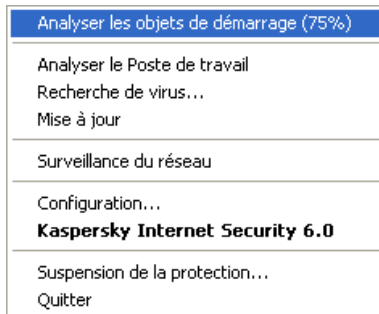 Analyser les objets de démarrage (75%)
Analyser le Poste de travail
Recherche de virus...
Mise à jour
Surveillance du réseau
Configuration...
Kaspersky Internet Security 6.0
Suspension de la protection...
Quitter